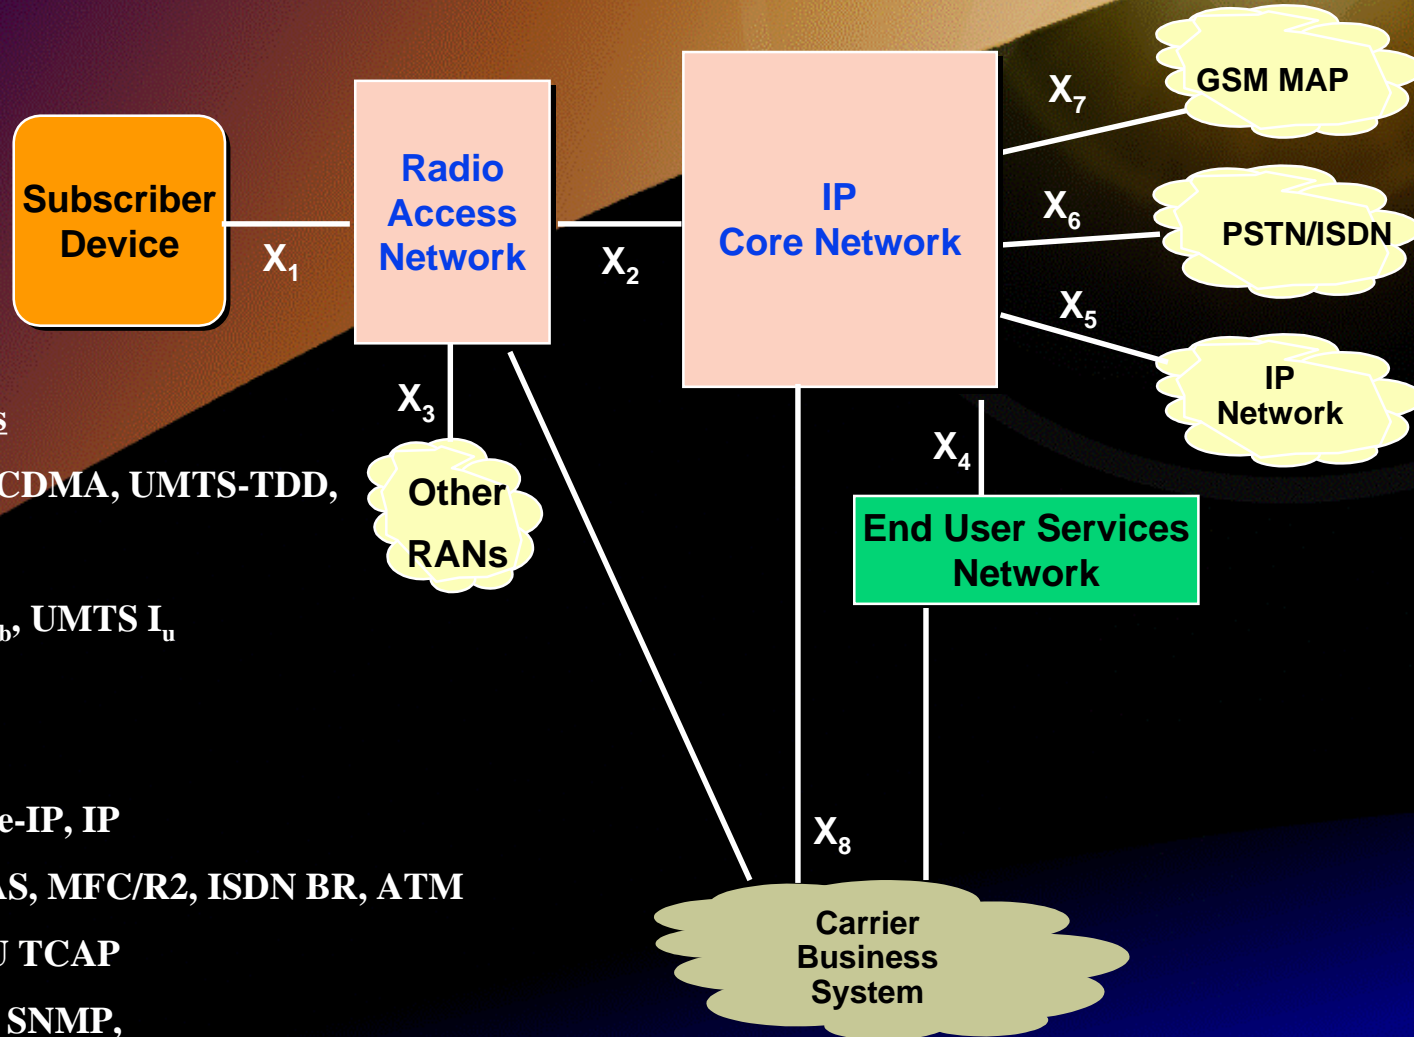 GSM MAP
X7
Radio
Access
Network
IP
Core Network
Subscriber
Device
X6
PSTN/ISDN
X1
X2
X5
IP
Network
X3
s
X4
CDMA, UMTS-TDD,
Other
RANs
End User Services
Network
b, UMTS Iu
e-IP, IP
X8
AS, MFC/R2, ISDN BR, ATM
Carrier
Business
System
TCAP
SNMP,